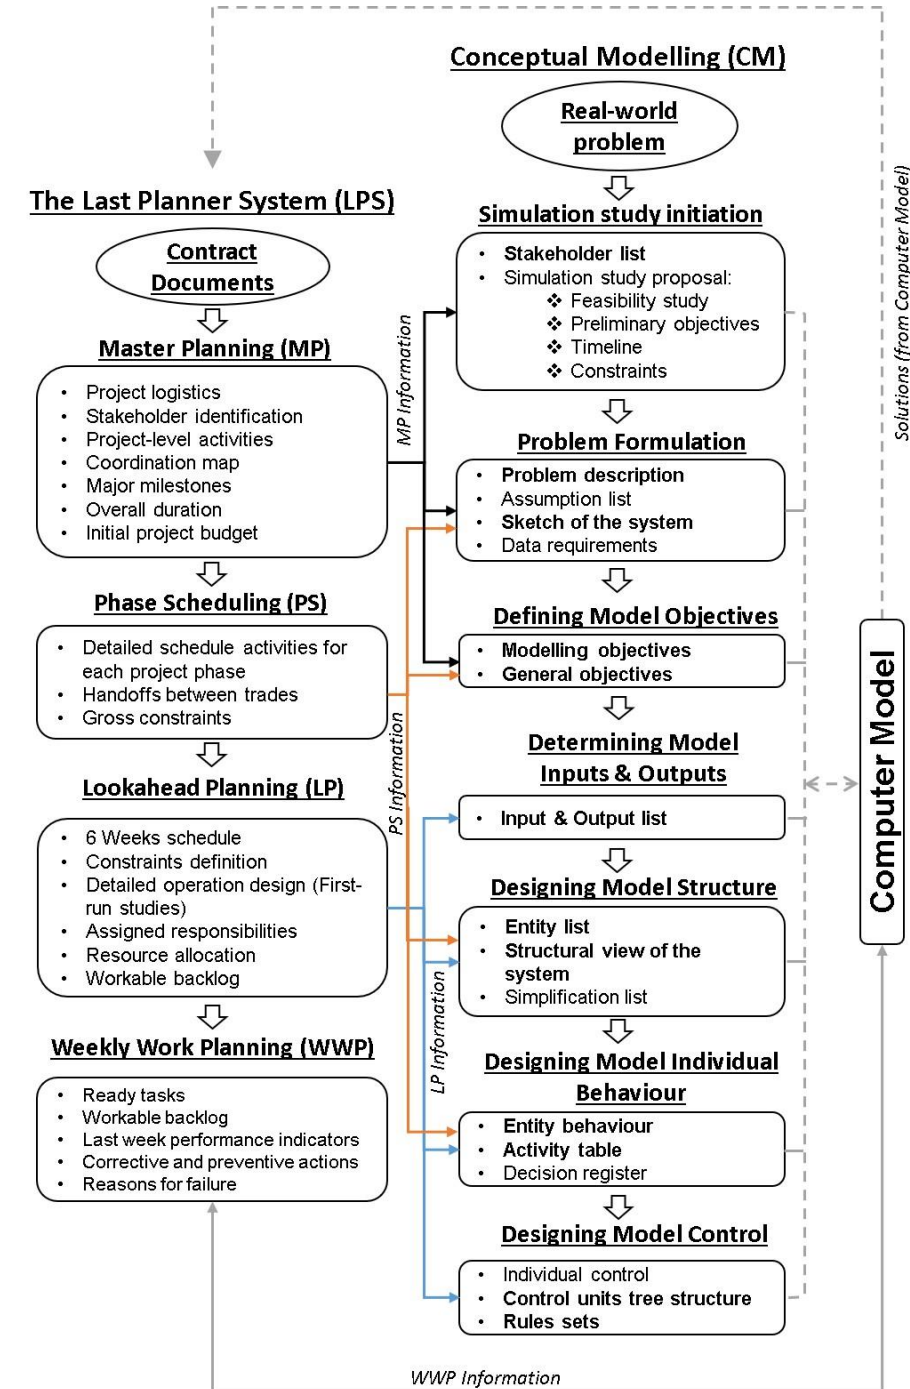 Conceptual Modelling (CM)
Real-world
problem
The Last Planner System (LPS)
Contract
Documents
Master Planning (MP)
• Project logistics
• Stakeholder identification
• Project-level activities
• Coordination map
• Major milestones
• Overall duration
• Initial project budget
Phase Scheduling (PS)
• Detailed schedule activities for
each project phase
• Handoffs between trades
• Gross constraints
Lookahead Planning (LP)
• 6 Weeks schedule
• Constraints definition
• Detailed operation design (First-
run studies)
• Assigned responsibilities
• Resource allocation
• Workable backlog
Weekly Work Planning (WWP)
• Ready tasks
• Workable backlog
• Last week performance indicators
• Corrective and preventive actions
• Reasons for failure
MP Information
PS Information
LP Information
Simulation study initiation
• Stakeholder list
• Simulation study proposal:
❖ Feasibility study
❖ Preliminary objectives
❖ Timeline
❖ Constraints
Problem Formulation
• Problem description
• Assumption list
• Sketch of the system
• Data requirements
Defining Model Objectives
• Modelling objectives
• General objectives
Determining Model
Inputs & Outputs
• Input & Output list
Designing Model Structure
• Entity list
• Structural view of the
system
• Simplification list
Designing Model Individual
Behaviour
• Entity behaviour
• Activity table
• Decision register
Designing Model Control
• Individual control
• Control units tree structure
• Rules sets
Solutions (from Computer Model)
Computer Model
WWP Information